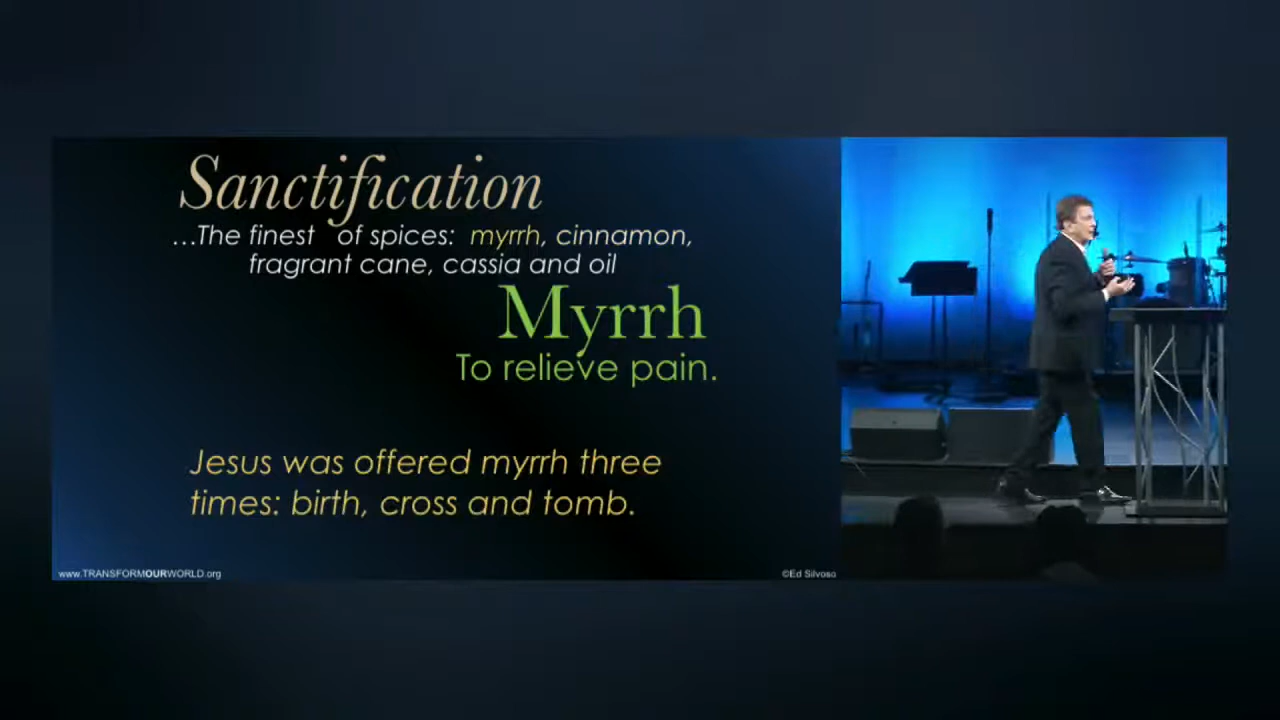 Sanctification
…The finest of spices: myrrh, cinnamon,
fragrant cane, cassia and oil
Myrrh
To relieve pain.
Jesus was offered myrrh three
times: birth, cross and tomb.
www.TRANSFORMOURWORLD.org
©Ed Silvoso